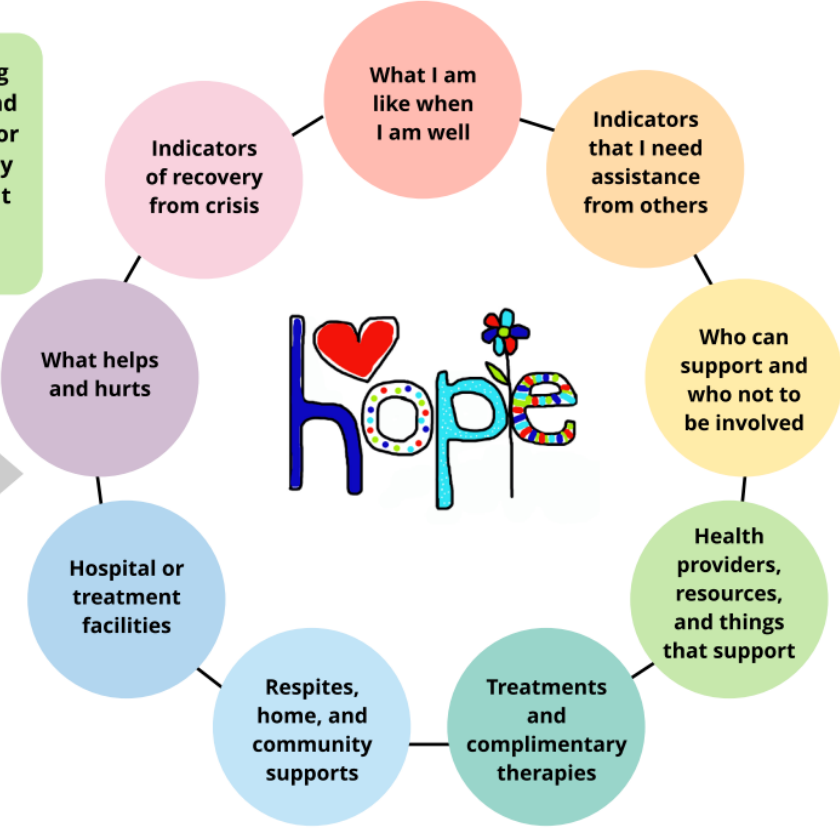 What I am
like when
I am well
Indicators
that I need
assistance
from others
Who can
support and
who not to
be involved
Health
providers,
resources,
and things
that support
Treatments
and
complimentary
therapies
Respites,
home, and
community
supports
Hospital or
treatment
facilities
What helps
and hurts
Indicators
of recovery
from crisis
hope